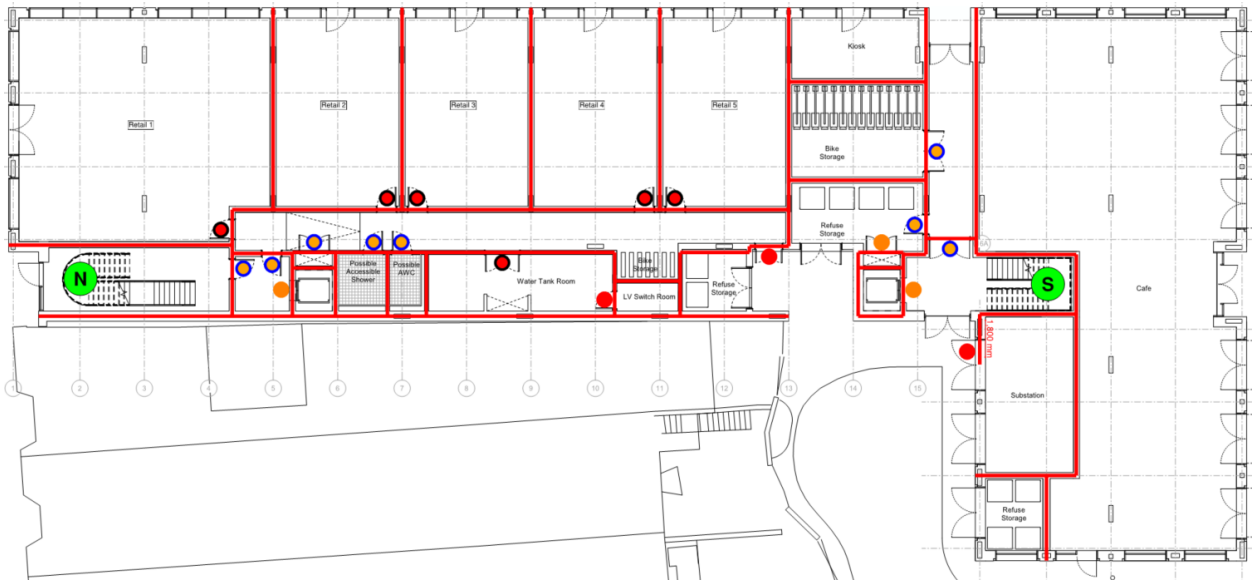 Kiosk
Retail 1
Retail 2
Retail 3
Retail 4
Retail 5
Bike
Storage
Refuse
Storage
6A
N
Possible
Accessible
Shower
Possible
AWC
Water Tank Room
Bike
Storage
LV Switch Room
Refuse
Storage
S
Cafe
1,800 mm
1
2
3
4
5
6
7
8
9
10
11
12
13
14
15
Substation
Refuse
Storage